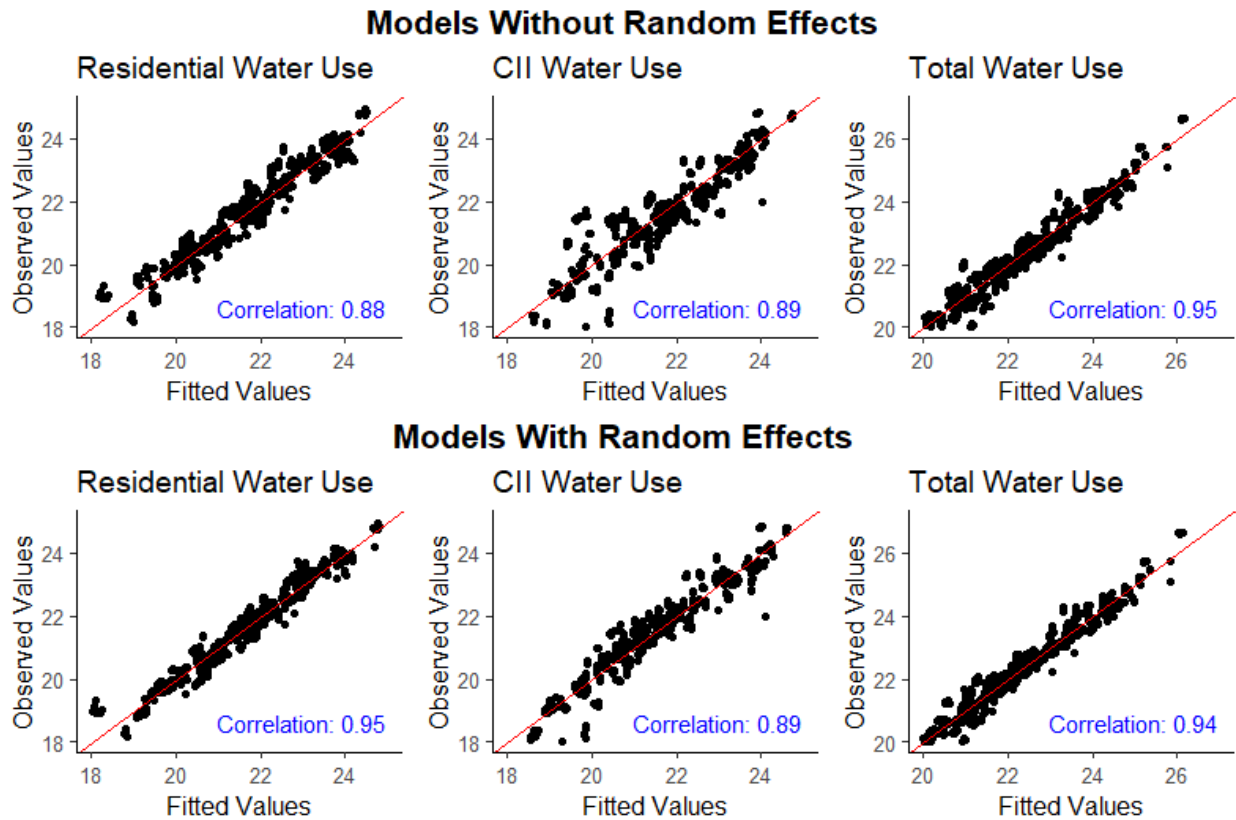 Models Without Random Effects
Residential Water Use
CII Water Use
Total Water Use
Observed Values
24
22
20
18
Correlation: 0.88
18 20 22 24
Fitted Values
Observed Values
24
22
20
18
Correlation: 0.89
18 20 22 24
Fitted Values
Observed Values
26
24
22
20
Correlation: 0.95
20 22 24 26
Fitted Values
Models With Random Effects
Residential Water Use
CII Water Use
Total Water Use
Observed Values
24
22
20
18
Correlation: 0.95
18 20 22 24
Fitted Values
Observed Values
24
22
20
18
Correlation: 0.89
18 20 22 24
Fitted Values
Observed Values
26
24
22
20
Correlation: 0.94
20 22 24 26
Fitted Values